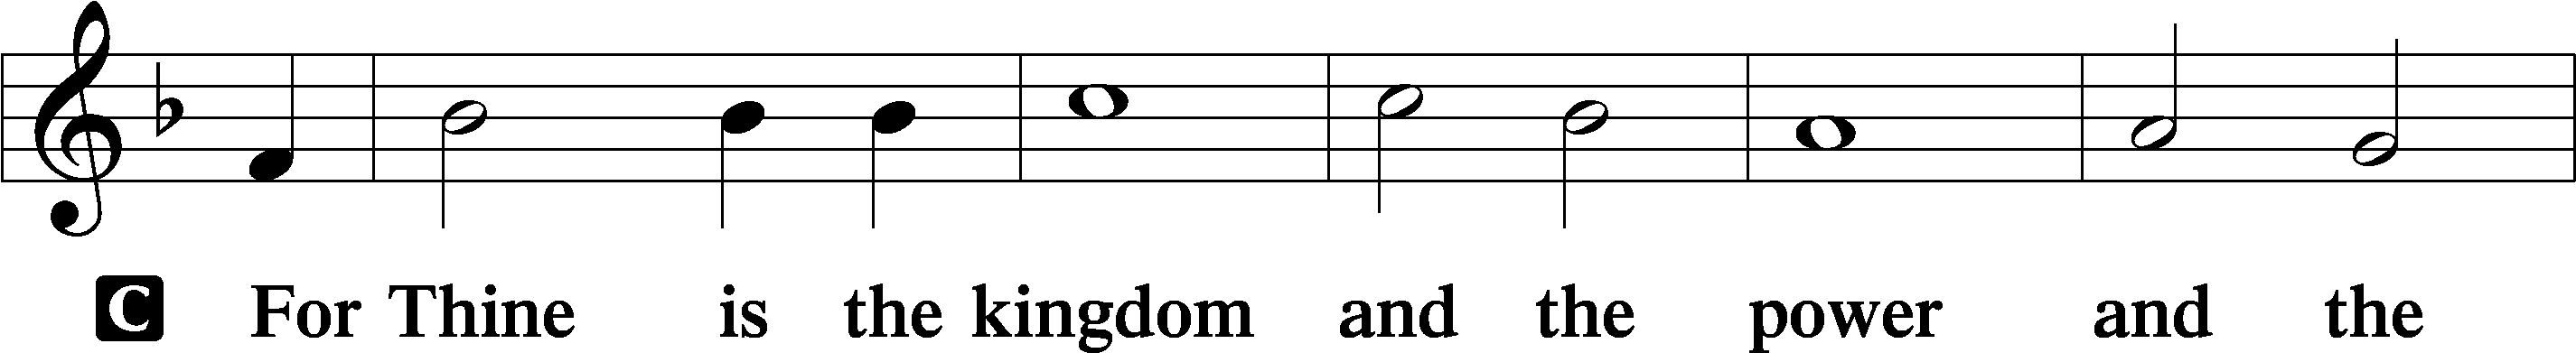 C For Thine is the kingdom and the power and the